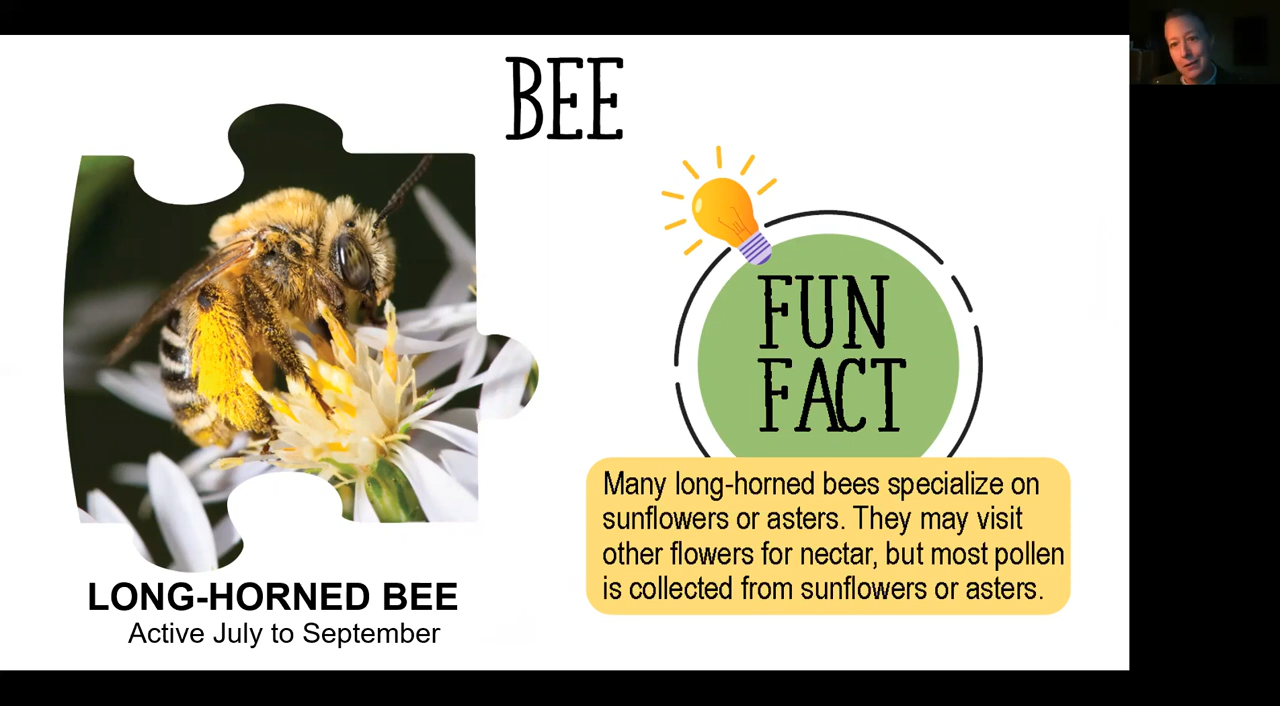 BEE
FUN
FACT
Many long-horned bees specialize on
sunflowers or asters. They may visit
other flowers for nectar, but most pollen
is collected from sunflowers or asters.
LONG-HORNED BEE
Active July to September